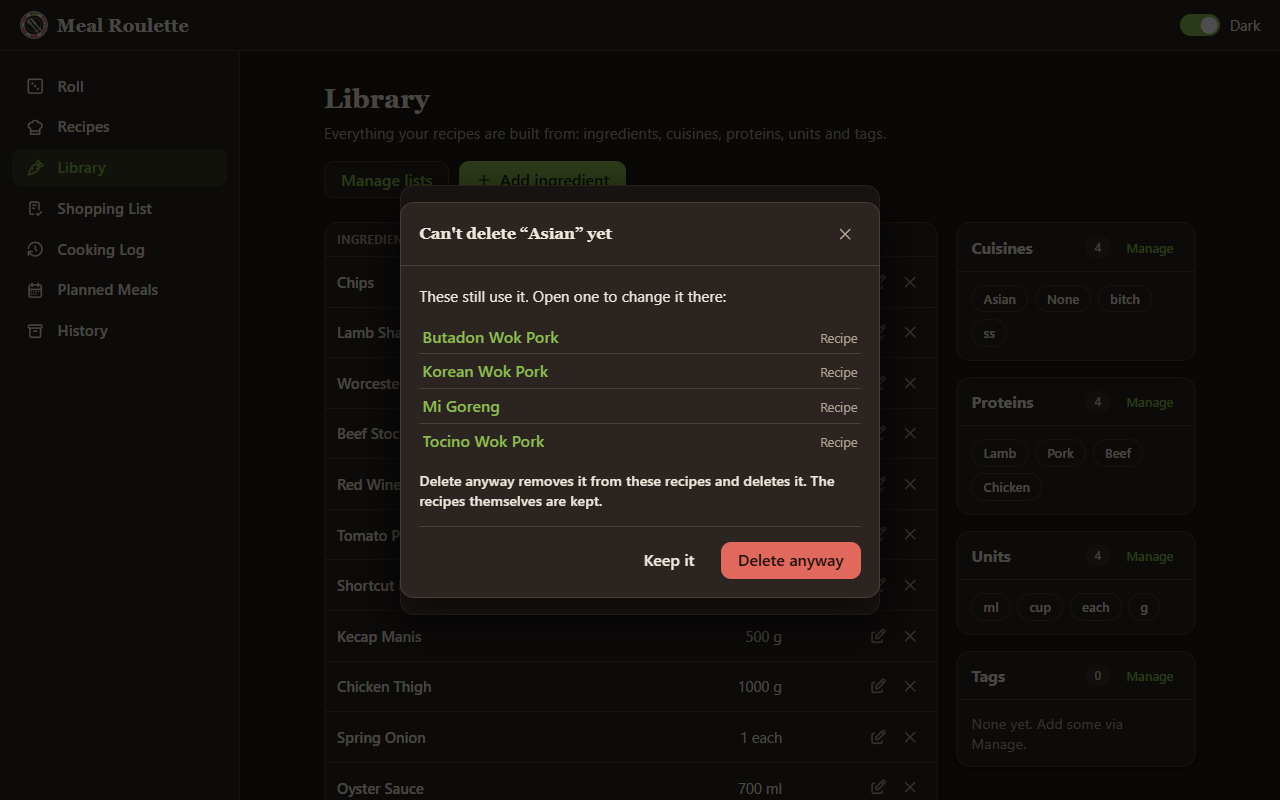 Meal Roulette
Dark
Roll
Recipes
Library
Shopping List
Cooking Log
Planned Meals
History
Library
Everything your recipes are built from: ingredients, cuisines, proteins, units and tags.
Manage lists
+ Add ingredient
INGREDIEN
Chips
Lamb Sha
Worceste
Beef Stoc
Red Wine
Tomato P
Shortcut
Kecap Manis 500 g
Chicken Thigh 1000 g
Spring Onion 1 each
Oyster Sauce 700 ml
Can't delete “Asian” yet
These still use it. Open one to change it there:
Butadon Wok Pork Recipe
Korean Wok Pork Recipe
Mi Goreng Recipe
Tocino Wok Pork Recipe
Delete anyway removes it from these recipes and deletes it. The
recipes themselves are kept.
Keep it
Delete anyway
Cuisines 4 Manage
Asian None bitch
ss
Proteins 4 Manage
Lamb Pork Beef
Chicken
Units 4 Manage
ml cup each g
Tags 0 Manage
None yet. Add some via
Manage.